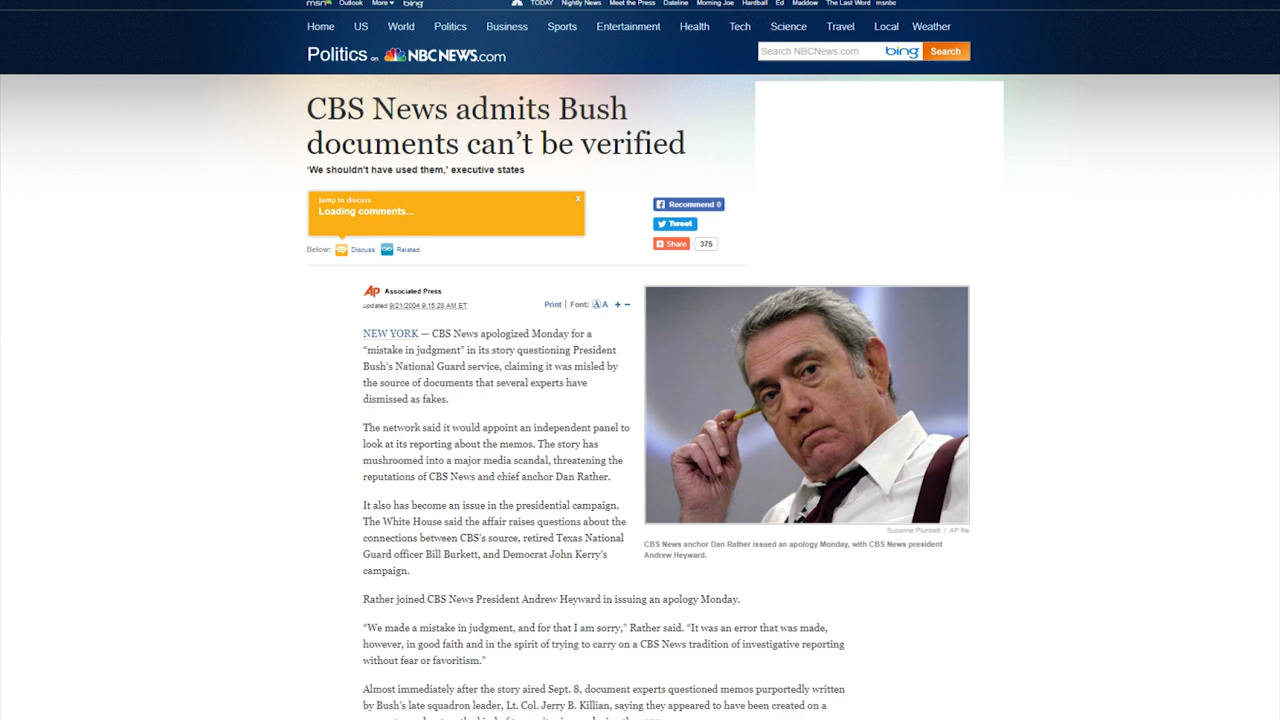 msn Outlook More bing TODAY Nightly News Meet the Press Dateline Morning Joe Hardball Ed Maddow The Last Word msnbc
Home US World Politics Business Sports Entertainment Health Tech Science Travel Local Weather
Politics on NBCNEWS.com
Search NBCNews.com bing Search
CBS News admits Bush
documents can’t be verified
‘We shouldn't have used them,’ executive states
Jump to discuss x
Loading comments...
Recommend 0
Tweet
Share 375
Below: Discuss Related
AP Associated Press
updated 9/21/2004 9:15:28 AM ET
Print | Font: A A + −
NEW YORK — CBS News apologized Monday for a
“mistake in judgment” in its story questioning President
Bush’s National Guard service, claiming it was misled by
the source of documents that several experts have
dismissed as fakes.
The network said it would appoint an independent panel to
look at its reporting about the memos. The story has
mushroomed into a major media scandal, threatening the
reputations of CBS News and chief anchor Dan Rather.
It also has become an issue in the presidential campaign.
The White House said the affair raises questions about the
connections between CBS’s source, retired Texas National
Guard officer Bill Burkett, and Democrat John Kerry’s
campaign.
Suzanne Plunkett / AP file
CBS News anchor Dan Rather issued an apology Monday, with CBS News president
Andrew Heyward.
Rather joined CBS News President Andrew Heyward in issuing an apology Monday.
“We made a mistake in judgment, and for that I am sorry,” Rather said. “It was an error that was made,
however, in good faith and in the spirit of trying to carry on a CBS News tradition of investigative reporting
without fear or favoritism.”
Almost immediately after the story aired Sept. 8, document experts questioned memos purportedly written
by Bush’s late squadron leader, Lt. Col. Jerry B. Killian, saying they appeared to have been created on a